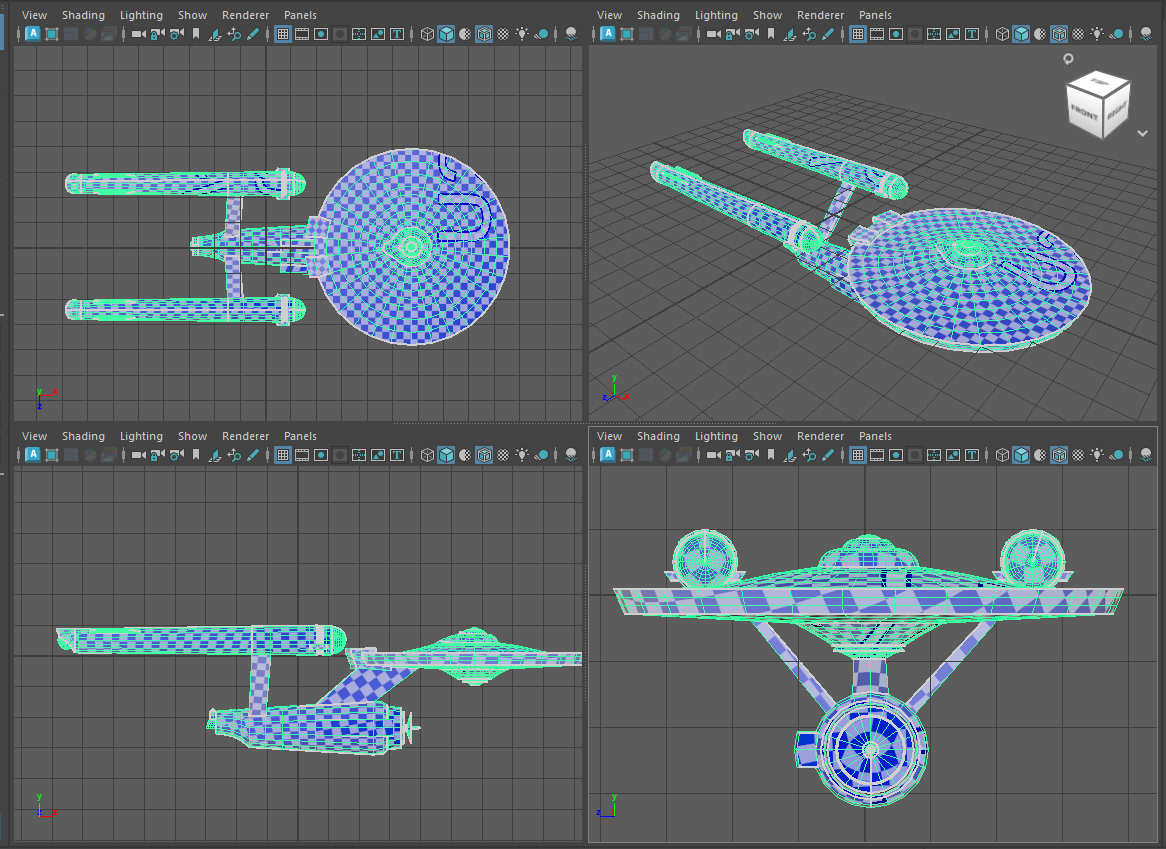 View Shading Lighting Show Renderer Panels
View Shading Lighting Show Renderer Panels
A T
A T
FRONT RIGHT
y x z
y z x
View Shading Lighting Show Renderer Panels
View Shading Lighting Show Renderer Panels
A T
A T
y z x
y z